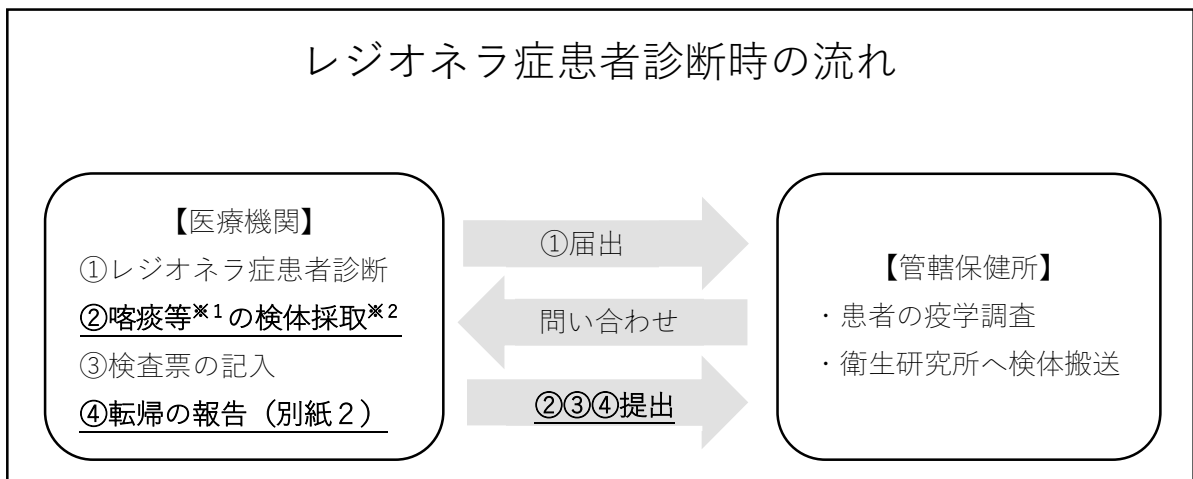 レジオネラ症患者診断時の流れ
【医療機関】
①レジオネラ症患者診断
②喀痰等※1の検体採取※2
③検査票の記入
④転帰の報告（別紙２）
①届出
問い合わせ
②③④提出
【管轄保健所】
・患者の疫学調査
・衛生研究所へ検体搬送